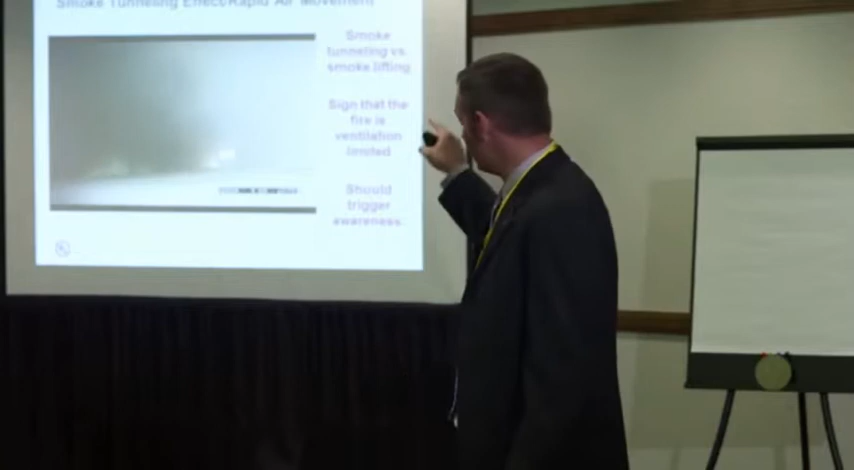 Smoke Tunneling Effect/Rapid Air Movement
Smoke
tunneling vs.
smoke lifting
Sign that the
fire is
ventilation
limited
Should
trigger
awareness.